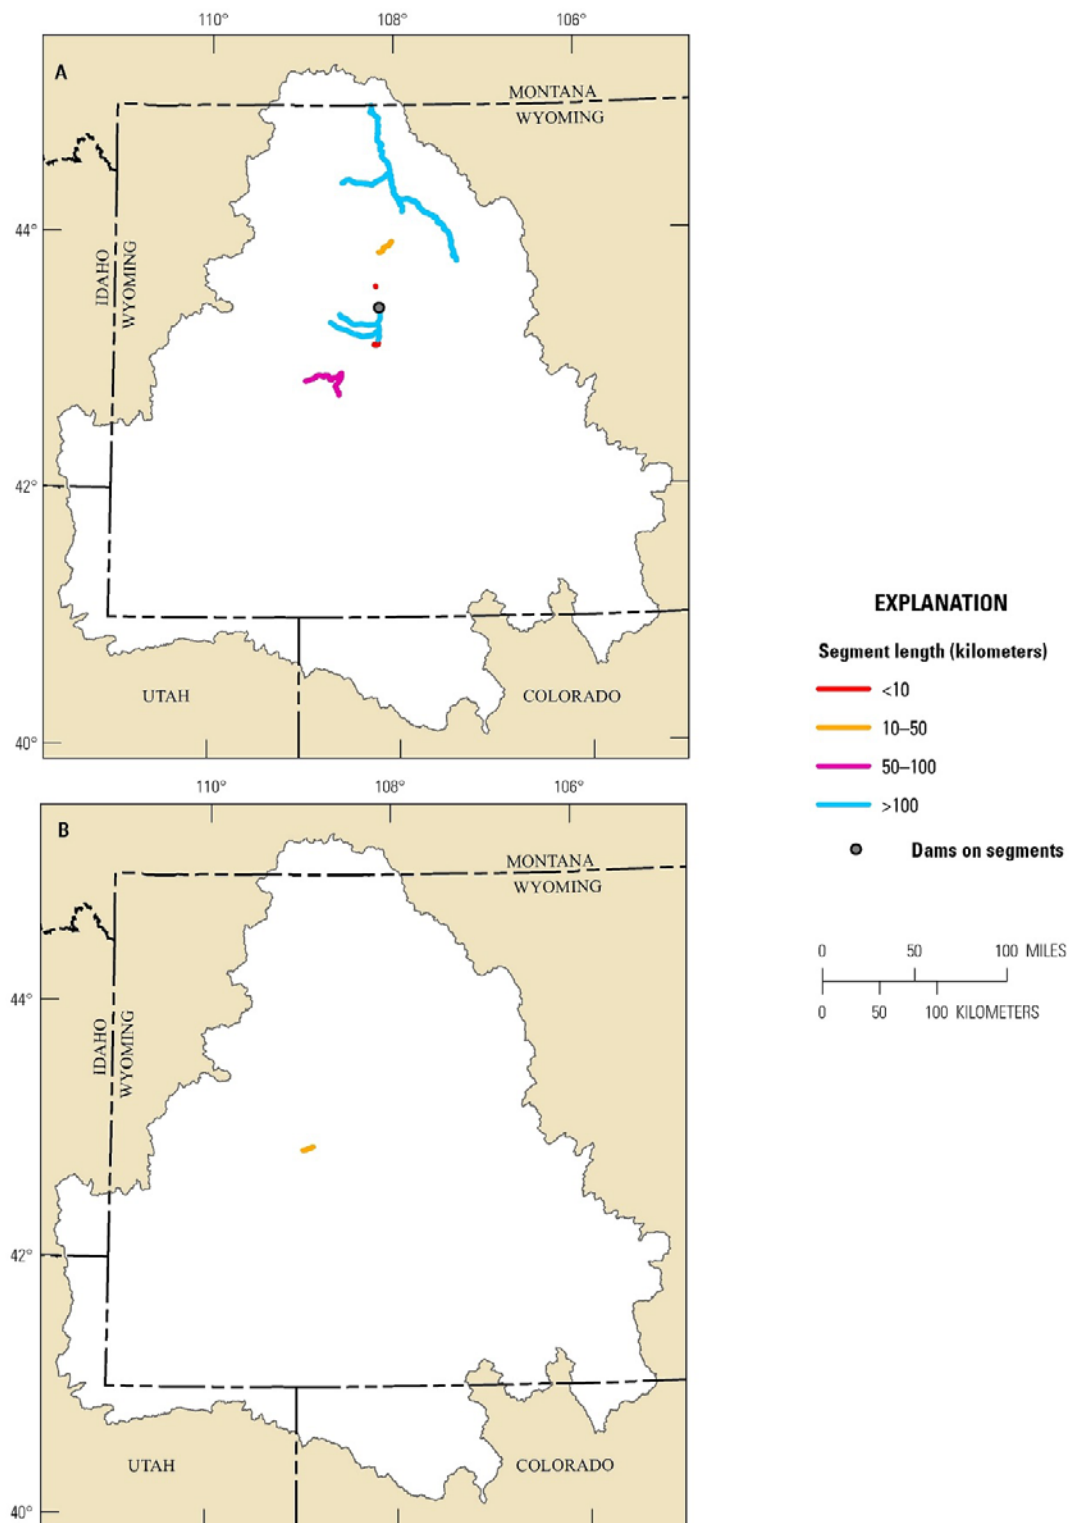 110°
108°
106°
A
MONTANA
WYOMING
44°
IDAHO
WYOMING
42°
UTAH
COLORADO
40°
110°
108°
106°
B
MONTANA
WYOMING
44°
IDAHO
WYOMING
42°
UTAH
COLORADO
40°
EXPLANATION
Segment length (kilometers)
<10
10–50
50–100
>100
Dams on segments
0 50 100 MILES
0 50 100 KILOMETERS